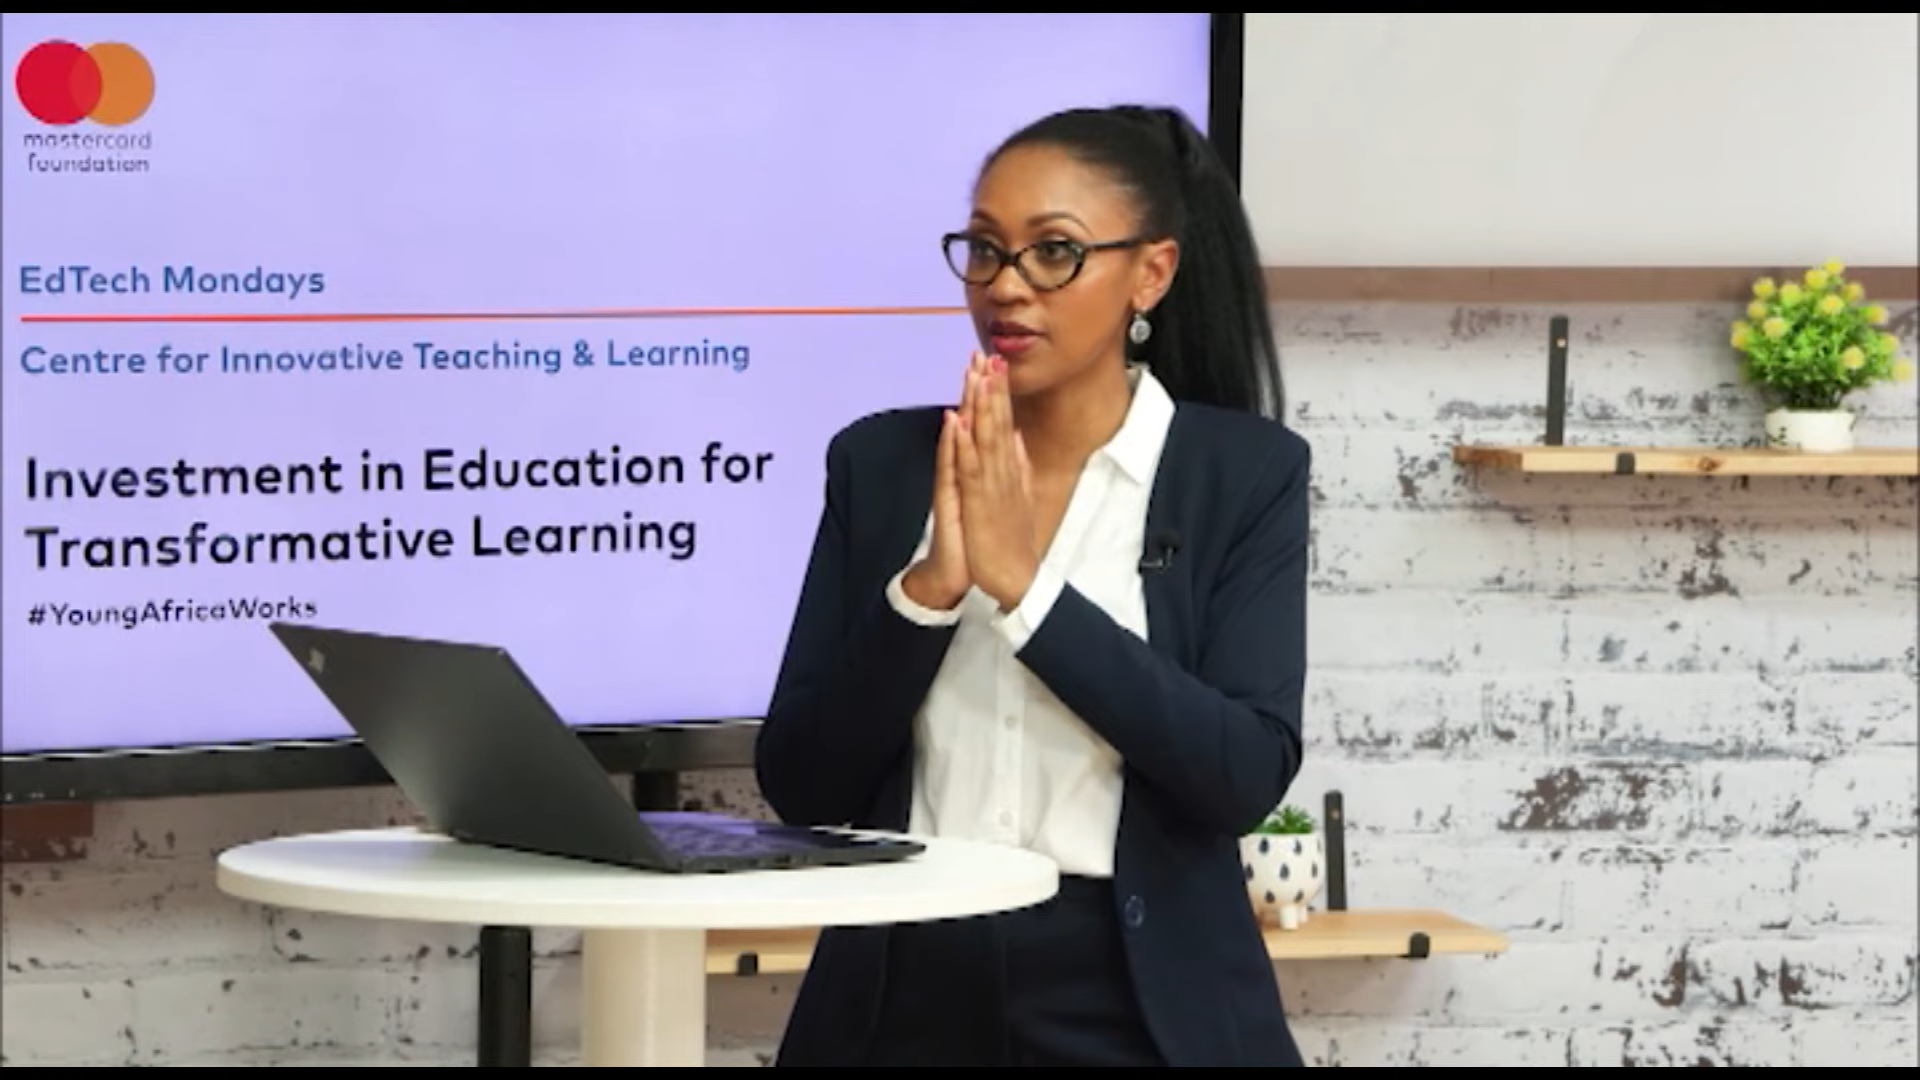 mastercard
foundation
EdTech Mondays
Centre for Innovative Teaching & Learning
Investment in Education for
Transformative Learning
#YoungAfricaWorks